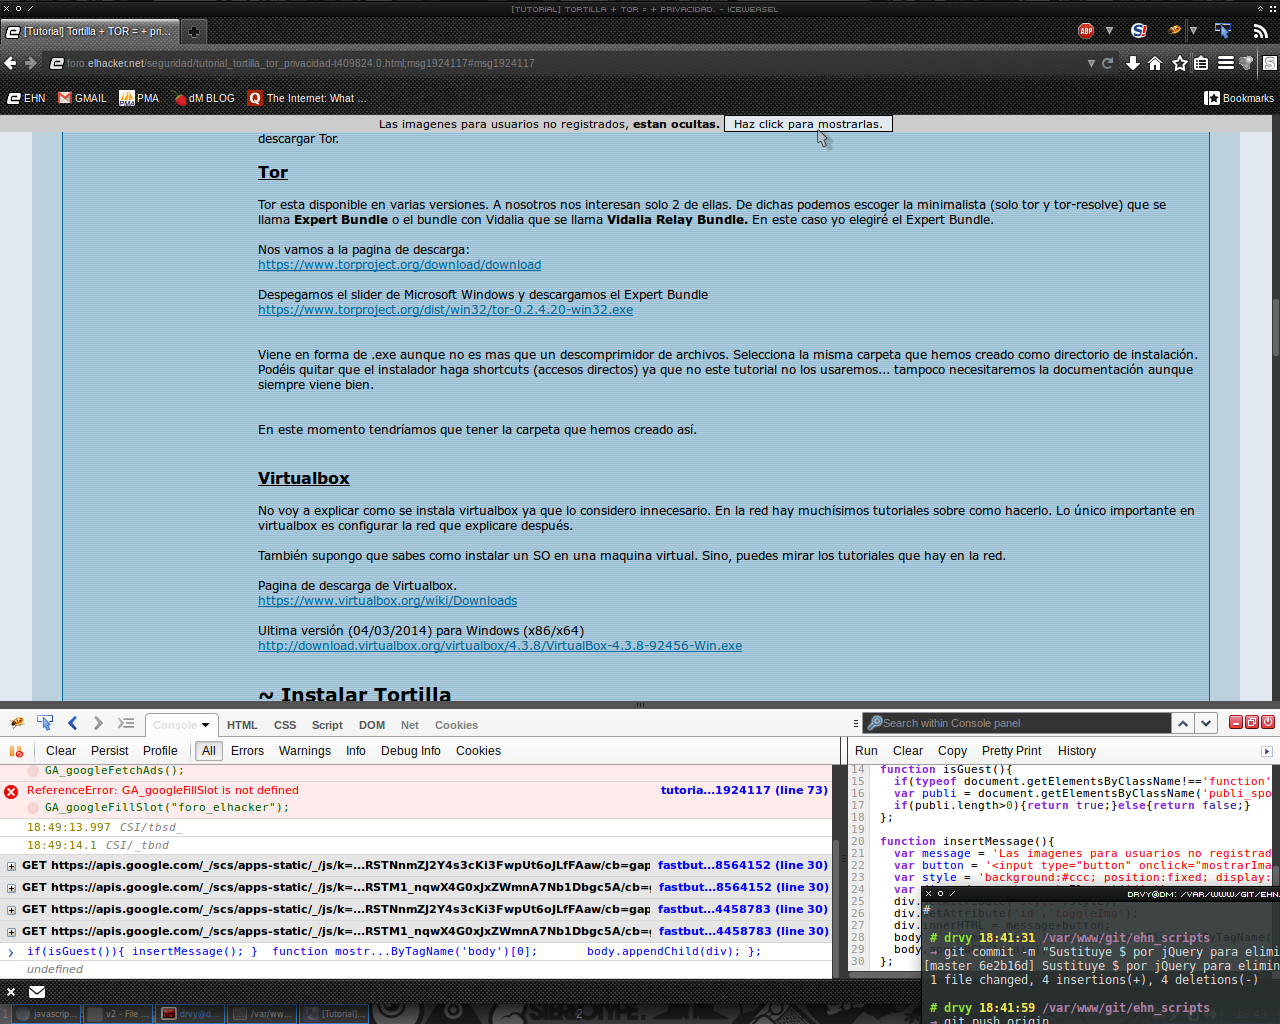 [TUTORIAL] TORTILLA + TOR = + PRIVACIDAD. - ICEWEASEL
[Tutorial] Tortilla + TOR = + pri...
ABP
foro.elhacker.net/seguridad/tutorial_tortilla_tor_privacidad-t409824.0.html;msg1924117#msg1924117
EHN GMAIL PMA dM BLOG The Internet: What ... Bookmarks
Las imagenes para usuarios no registrados, estan ocultas. Haz click para mostrarlas.
descargar Tor.
Tor
Tor esta disponible en varias versiones. A nosotros nos interesan solo 2 de ellas. De dichas podemos escoger la minimalista (solo tor y tor-resolve) que se
llama Expert Bundle o el bundle con Vidalia que se llama Vidalia Relay Bundle. En este caso yo elegiré el Expert Bundle.
Nos vamos a la pagina de descarga:
https://www.torproject.org/download/download
Despegamos el slider de Microsoft Windows y descargamos el Expert Bundle
https://www.torproject.org/dist/win32/tor-0.2.4.20-win32.exe
Viene en forma de .exe aunque no es mas que un descomprimidor de archivos. Selecciona la misma carpeta que hemos creado como directorio de instalación.
Podéis quitar que el instalador haga shortcuts (accesos directos) ya que no este tutorial no los usaremos... tampoco necesitaremos la documentación aunque
siempre viene bien.
En este momento tendríamos que tener la carpeta que hemos creado así.
Virtualbox
No voy a explicar como se instala virtualbox ya que lo considero innecesario. En la red hay muchísimos tutoriales sobre como hacerlo. Lo único importante en
virtualbox es configurar la red que explicare después.
También supongo que sabes como instalar un SO en una maquina virtual. Sino, puedes mirar los tutoriales que hay en la red.
Pagina de descarga de Virtualbox.
https://www.virtualbox.org/wiki/Downloads
Ultima versión (04/03/2014) para Windows (x86/x64)
http://download.virtualbox.org/virtualbox/4.3.8/VirtualBox-4.3.8-92456-Win.exe
~ Instalar Tortilla
Console HTML CSS Script DOM Net Cookies Search within Console panel
Clear Persist Profile All Errors Warnings Info Debug Info Cookies
GA_googleFetchAds();
ReferenceError: GA_googleFillSlot is not defined tutoria...1924117 (line 73)
GA_googleFillSlot("foro_elhacker");
18:49:13.997 CSI/tbsd_
18:49:14.1 CSI/_tbnd
GET https://apis.google.com/_/scs/apps-static/_/js/k=...RSTNnmZJ2Y4s3cKi3FwpUt6oJLfFAaw/cb=gap fastbut...8564152 (line 30)
GET https://apis.google.com/_/scs/apps-static/_/js/k=...RSTM1_nqwX4G0xJxZWmnA7Nb1Dbgc5A/cb=g fastbut...8564152 (line 30)
GET https://apis.google.com/_/scs/apps-static/_/js/k=...RSTNnmZJ2Y4s3cKi3FwpUt6oJLfFAaw/cb=gap fastbut...4458783 (line 30)
GET https://apis.google.com/_/scs/apps-static/_/js/k=...RSTM1_nqwX4G0xJxZWmnA7Nb1Dbgc5A/cb=g fastbut...4458783 (line 30)
if(isGuest()){ insertMessage(); } function mostr...ByTagName('body')[0]; body.appendChild(div); };
undefined
Run Clear Copy Pretty Print History
14 function isGuest(){
15 if(typeof document.getElementsByClassName!=='function'
16 var publi = document.getElementsByClassName('publi_spo
17 if(publi.length>0){return true;}else{return false;}
18 };
19
20 function insertMessage(){
21 var message = 'Las imagenes para usuarios no registrad
22 var button = '<input type="button" onclick="mostrarIma
23 var style = 'background:#ccc; position:fixed; display:
24 var
25 div.
26 div.
27 div.innerHTML = message+button;
28 body
29 body
30 };
DRVY@DM: /VAR/WWW/GIT/EHN_
#
# drvy 18:41:31 /var/www/git/ehn_scripts
→ git commit -m "Sustituye $ por jQuery para elimin
[master 6e2b16d] Sustituye $ por jQuery para elimin
1 file changed, 4 insertions(+), 4 deletions(-)
# drvy 18:41:59 /var/www/git/ehn_scripts
→ git push origin
1 javascrip... v2 - File ... drvy@d... /var/ww... [Tutorial]... 2